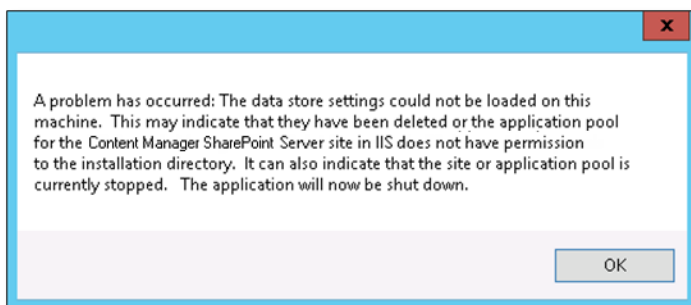 x
A problem has occurred: The data store settings could not be loaded on this
machine. This may indicate that they have been deleted or the application pool
for the Content Manager SharePoint Server site in IIS does not have permission
to the installation directory. It can also indicate that the site or application pool is
currently stopped. The application will now be shut down.
OK